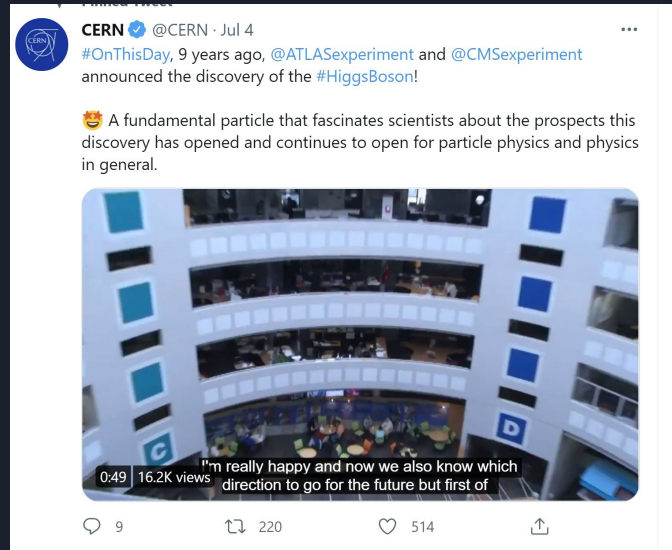 CERN @CERN · Jul 4
#OnThisDay, 9 years ago, @ATLASexperiment and @CMSexperiment
announced the discovery of the #HiggsBoson!
🤩 A fundamental particle that fascinates scientists about the prospects this
discovery has opened and continues to open for particle physics and physics
in general.
C
D
I'm really happy and now we also know which
direction to go for the future but first of
0:49 16.2K views
9 220 514